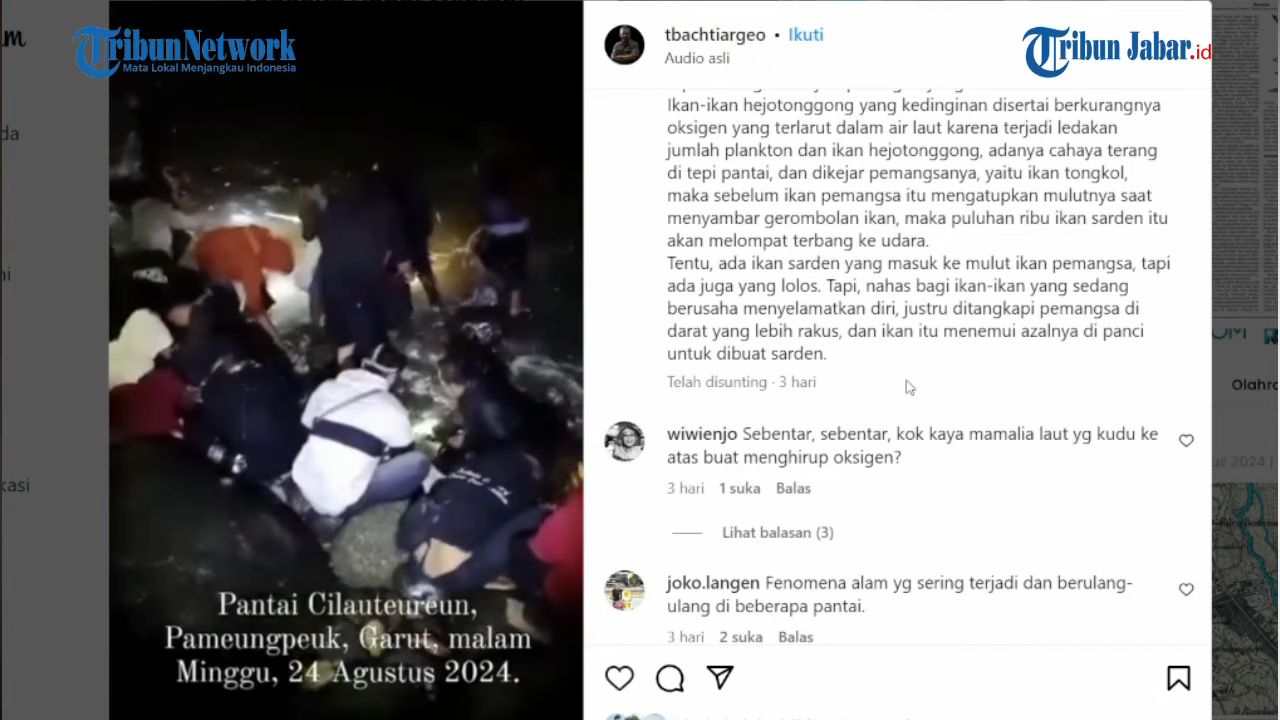 TribunNetwork
Mata Lokal Menjangkau Indonesia
tbachtiargeo • Ikuti
Audio asli
Tribun Jabar.id
Ikan-ikan hejotonggong yang kedinginan disertai berkurangnya
oksigen yang terlarut dalam air laut karena terjadi ledakan
jumlah plankton dan ikan hejotonggong, adanya cahaya terang
di tepi pantai, dan dikejar pemangsanya, yaitu ikan tongkol,
maka sebelum ikan pemangsa itu mengatupkan mulutnya saat
menyambar gerombolan ikan, maka puluhan ribu ikan sarden itu
akan melompat terbang ke udara.
Tentu, ada ikan sarden yang masuk ke mulut ikan pemangsa, tapi
ada juga yang lolos. Tapi, nahas bagi ikan-ikan yang sedang
berusaha menyelamatkan diri, justru ditangkapi pemangsa di
darat yang lebih rakus, dan ikan itu menemui azalnya di panci
untuk dibuat sarden.
Telah disunting · 3 hari
wiwienjo Sebentar, sebentar, kok kaya mamalia laut yg kudu ke
atas buat menghirup oksigen?
3 hari 1 suka Balas
Lihat balasan (3)
joko.langen Fenomena alam yg sering terjadi dan berulang-
ulang di beberapa pantai.
3 hari 2 suka Balas
Pantai Cilauteureun,
Pameungpeuk, Garut, malam
Minggu, 24 Agustus 2024.
am
da
ni
kasi
Olahra
us 2024 |